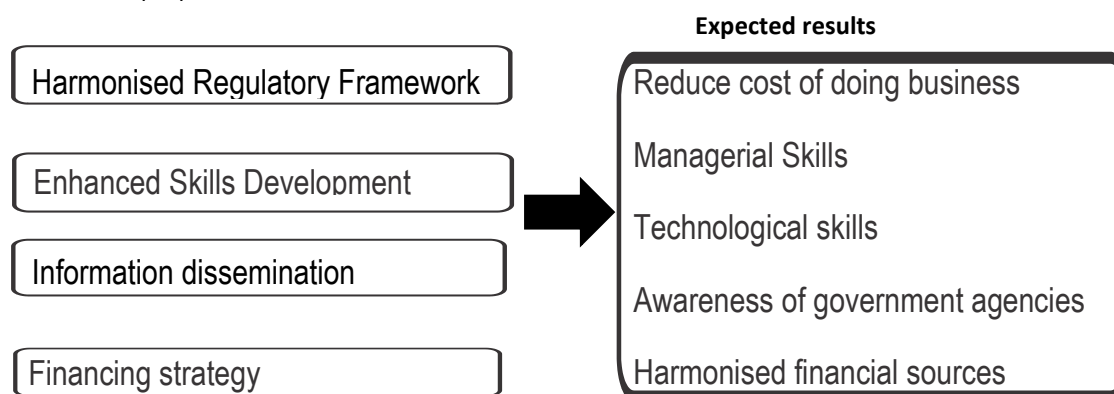 Expected results
Harmonised Regulatory Framework
Enhanced Skills Development
Information dissemination
Financing strategy
Reduce cost of doing business
Managerial Skills
Technological skills
Awareness of government agencies
Harmonised financial sources